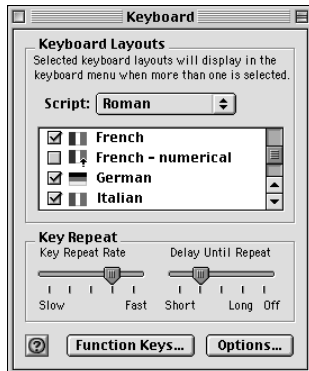 Keyboard
Keyboard Layouts
Selected keyboard layouts will display in the
keyboard menu when more than one is selected.
Script: Roman
French
French - numerical
German
Italian
Key Repeat
Key Repeat Rate Delay Until Repeat
Slow Fast Short Long Off
? Function Keys... Options...